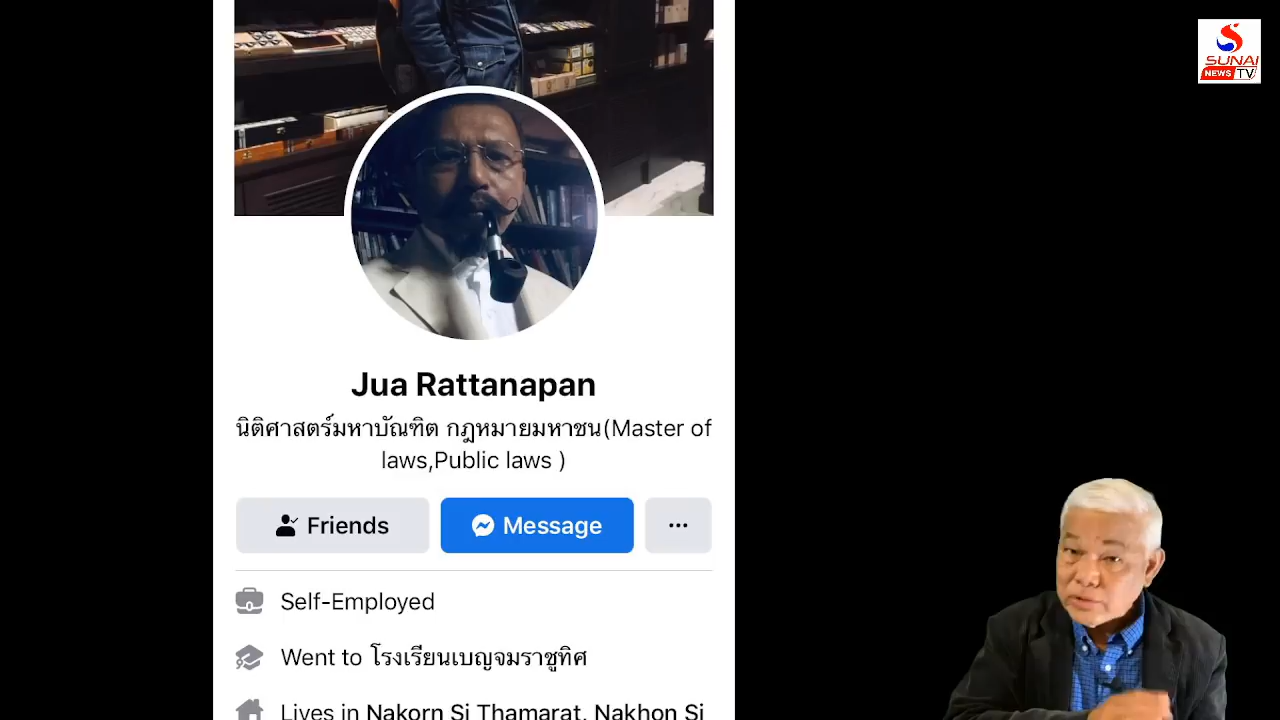 SUNAI
NEWS TV
Jua Rattanapan
นิติศาสตร์มหาบัณฑิต กฎหมายมหาชน(Master of
laws,Public laws )
Friends
Message
Self-Employed
Went to โรงเรียนเบญจมราชูทิศ
Lives in Nakorn Si Thamarat, Nakhon Si